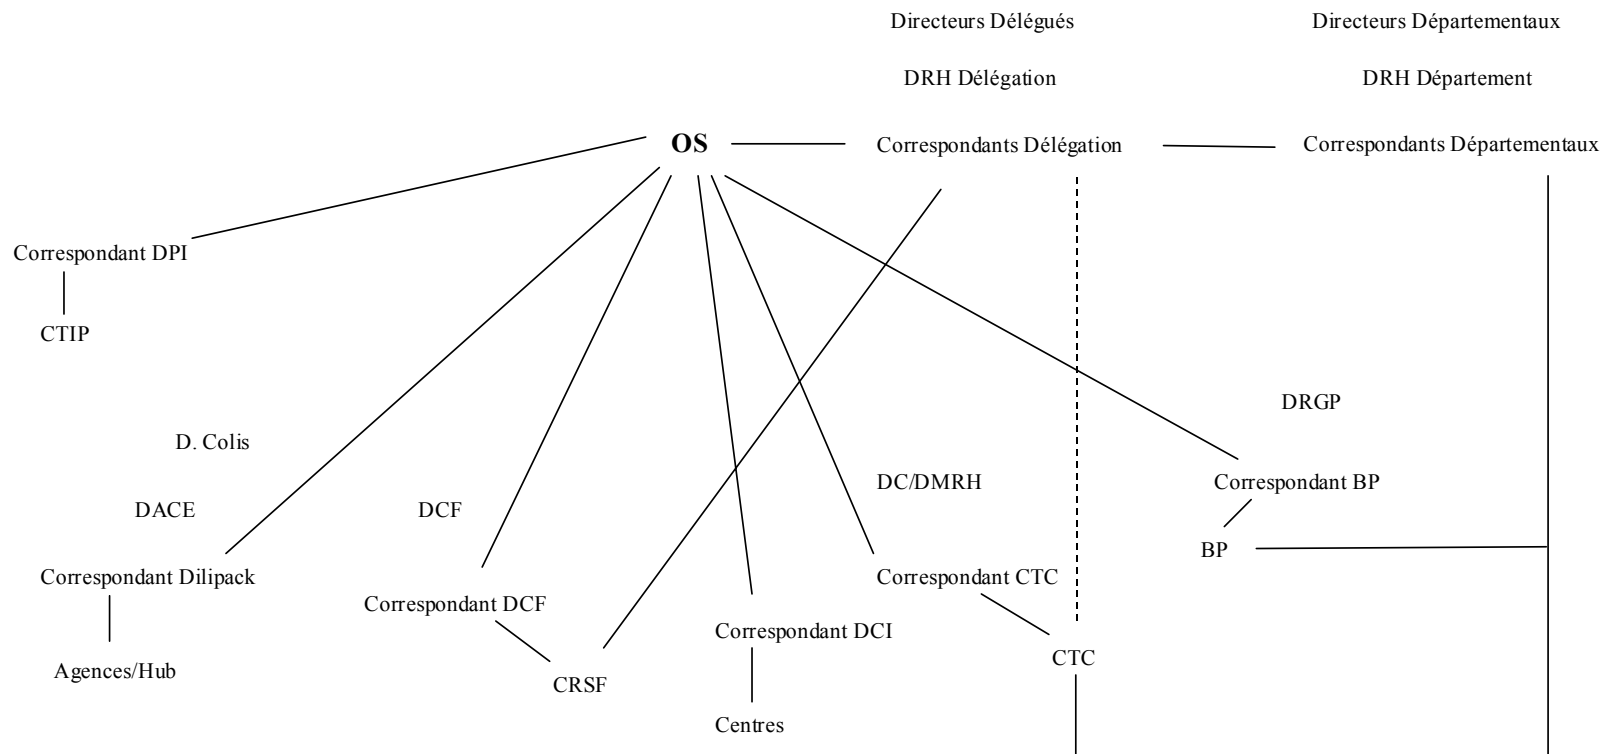 Directeurs Délégués
Directeurs Départementaux
DRH Délégation
DRH Département
OS
Correspondants Délégation
Correspondants Départementaux
Correspondant DPI
CTIP
DRGP
D. Colis
DC/DMRH
Correspondant BP
DACE
DCF
BP
Correspondant Dilipack
Correspondant CTC
Correspondant DCF
Correspondant DCI
CTC
Agences/Hub
CRSF
Centres